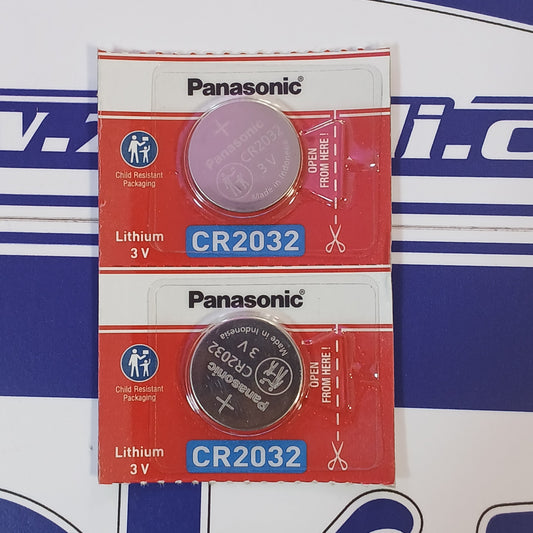 Panasonic
Panasonic
CR2032
3 V
Made in Indonesia
OPEN
FROM HERE !
Child Resistant
Packaging
Lithium
3 V
CR2032
Panasonic
Made in Indonesia
3 V
CR2032
Panasonic
OPEN
FROM HERE !
Child Resistant
Packaging
Lithium
3 V
CR2032